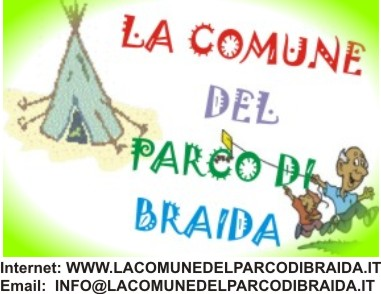 LA COMUNE
DEL
PARCO DI
BRAIDA
Internet: WWW.LACOMUNEDELPARCODIBRAIDA.IT
Email: INFO@LACOMUNEDELPARCODIBRAIDA.IT